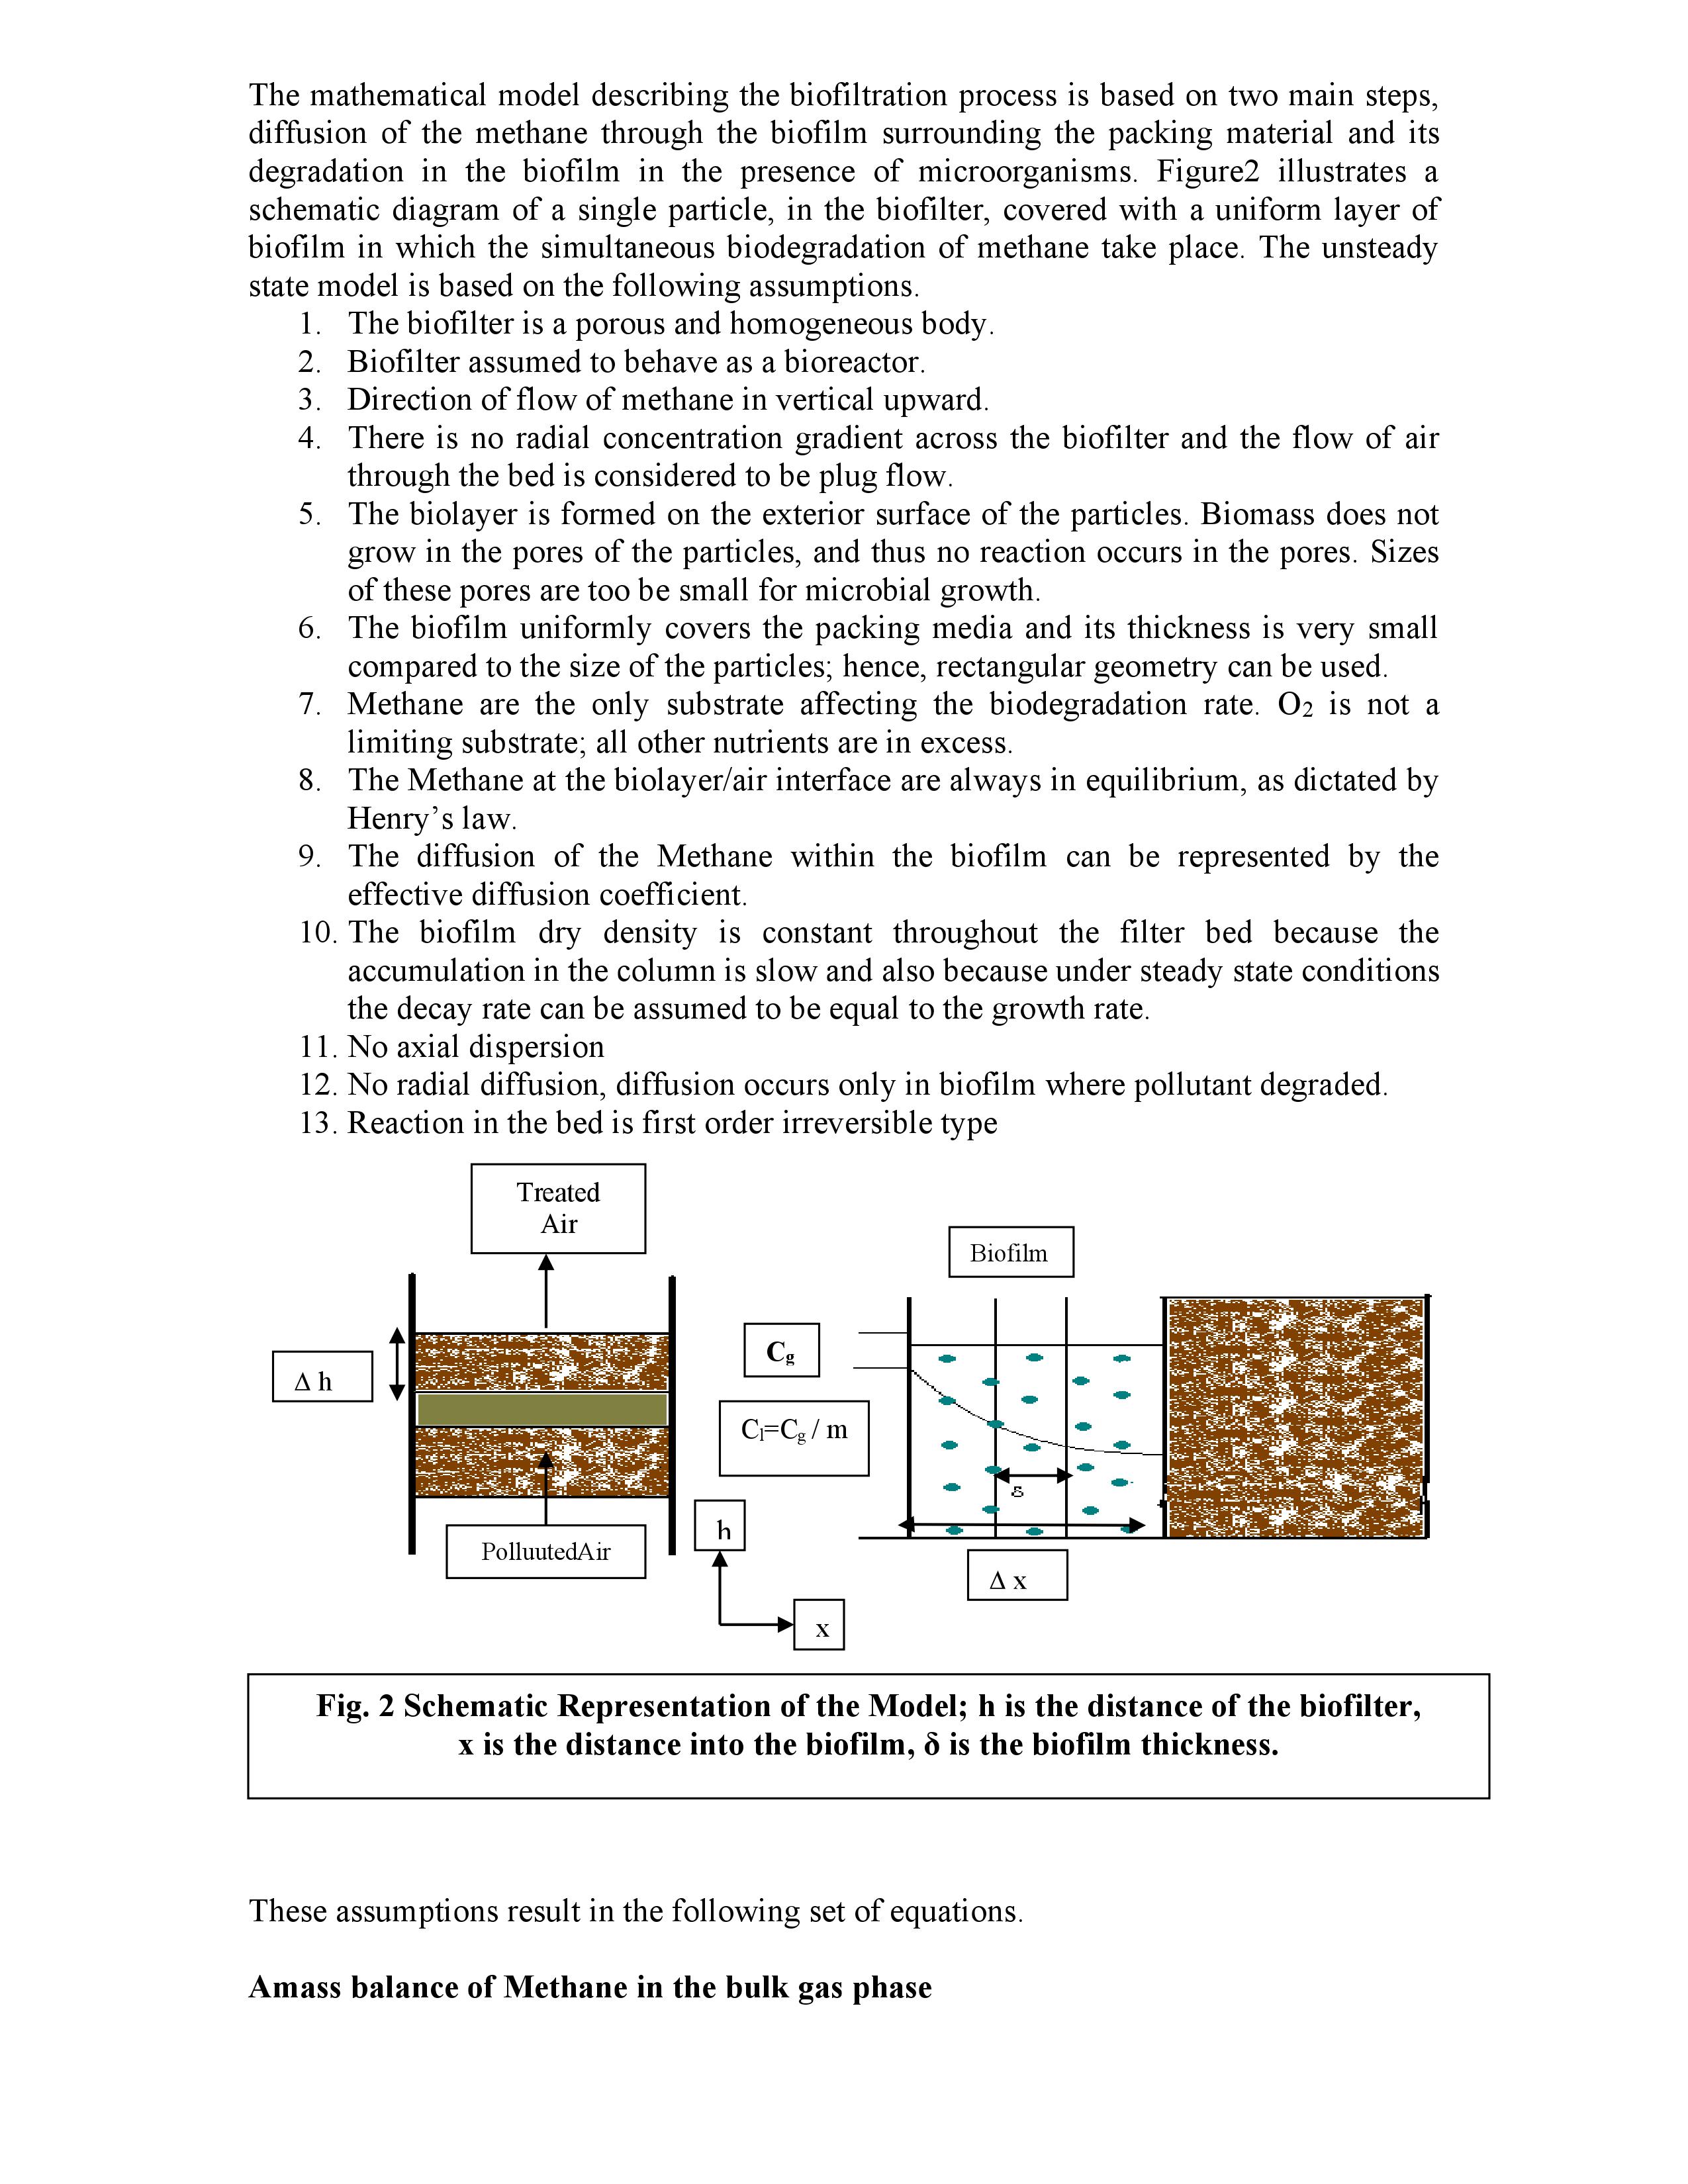 The mathematical model describing the biofiltration process is based on two main steps,
diffusion of the methane through the biofilm surrounding the packing material and its
degradation in the biofilm in the presence of microorganisms. Figure2 illustrates a
schematic diagram of a single particle, in the biofilter, covered with a uniform layer of
biofilm in which the simultaneous biodegradation of methane take place. The unsteady
state model is based on the following assumptions.
1. The biofilter is a porous and homogeneous body.
2. Biofilter assumed to behave as a bioreactor.
3. Direction of flow of methane in vertical upward.
4. There is no radial concentration gradient across the biofilter and the flow of air
through the bed is considered to be plug flow.
5. The biolayer is formed on the exterior surface of the particles. Biomass does not
grow in the pores of the particles, and thus no reaction occurs in the pores. Sizes
of these pores are too be small for microbial growth.
6. The biofilm uniformly covers the packing media and its thickness is very small
compared to the size of the particles; hence, rectangular geometry can be used.
7. Methane are the only substrate affecting the biodegradation rate. O₂ is not a
limiting substrate; all other nutrients are in excess.
8. The Methane at the biolayer/air interface are always in equilibrium, as dictated by
Henry’s law.
9. The diffusion of the Methane within the biofilm can be represented by the
effective diffusion coefficient.
10. The biofilm dry density is constant throughout the filter bed because the
accumulation in the column is slow and also because under steady state conditions
the decay rate can be assumed to be equal to the growth rate.
11. No axial dispersion
12. No radial diffusion, diffusion occurs only in biofilm where pollutant degraded.
13. Reaction in the bed is first order irreversible type
Treated
Air
Biofilm
Cg
Δ h
Cl=Cg / m
ε
h
PolluutedAir
Δ x
x
Fig. 2 Schematic Representation of the Model; h is the distance of the biofilter,
x is the distance into the biofilm, δ is the biofilm thickness.
These assumptions result in the following set of equations.
Amass balance of Methane in the bulk gas phase